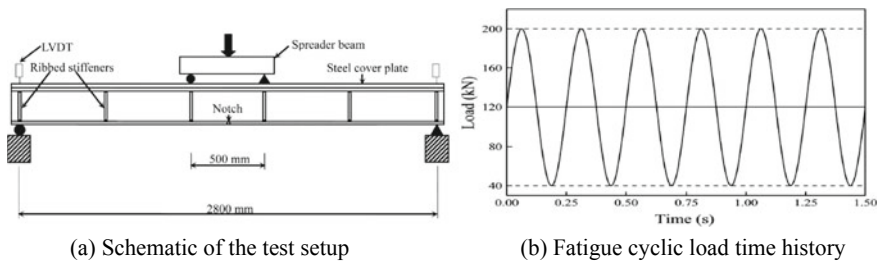 LVDT
Spreader beam
Ribbed stiffeners
Steel cover plate
Notch
500 mm
2800 mm
(a) Schematic of the test setup
Load (kN)
200
160
120
80
40
0.00 0.25 0.50 0.75 1.00 1.25 1.50
Time (s)
(b) Fatigue cyclic load time history